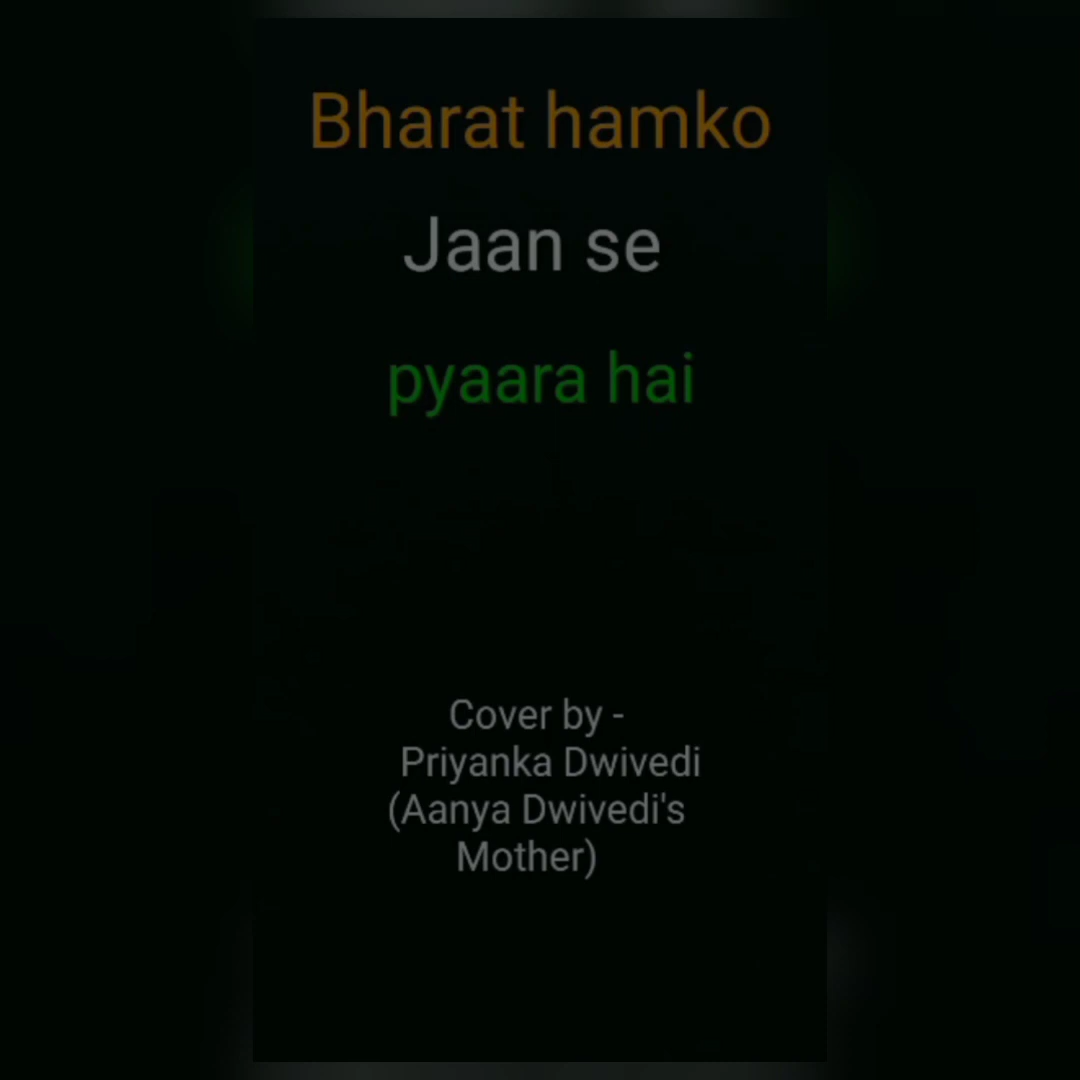 Bharat hamko
Jaan se
pyaara hai
Cover by -
Priyanka Dwivedi
(Aanya Dwivedi's
Mother)